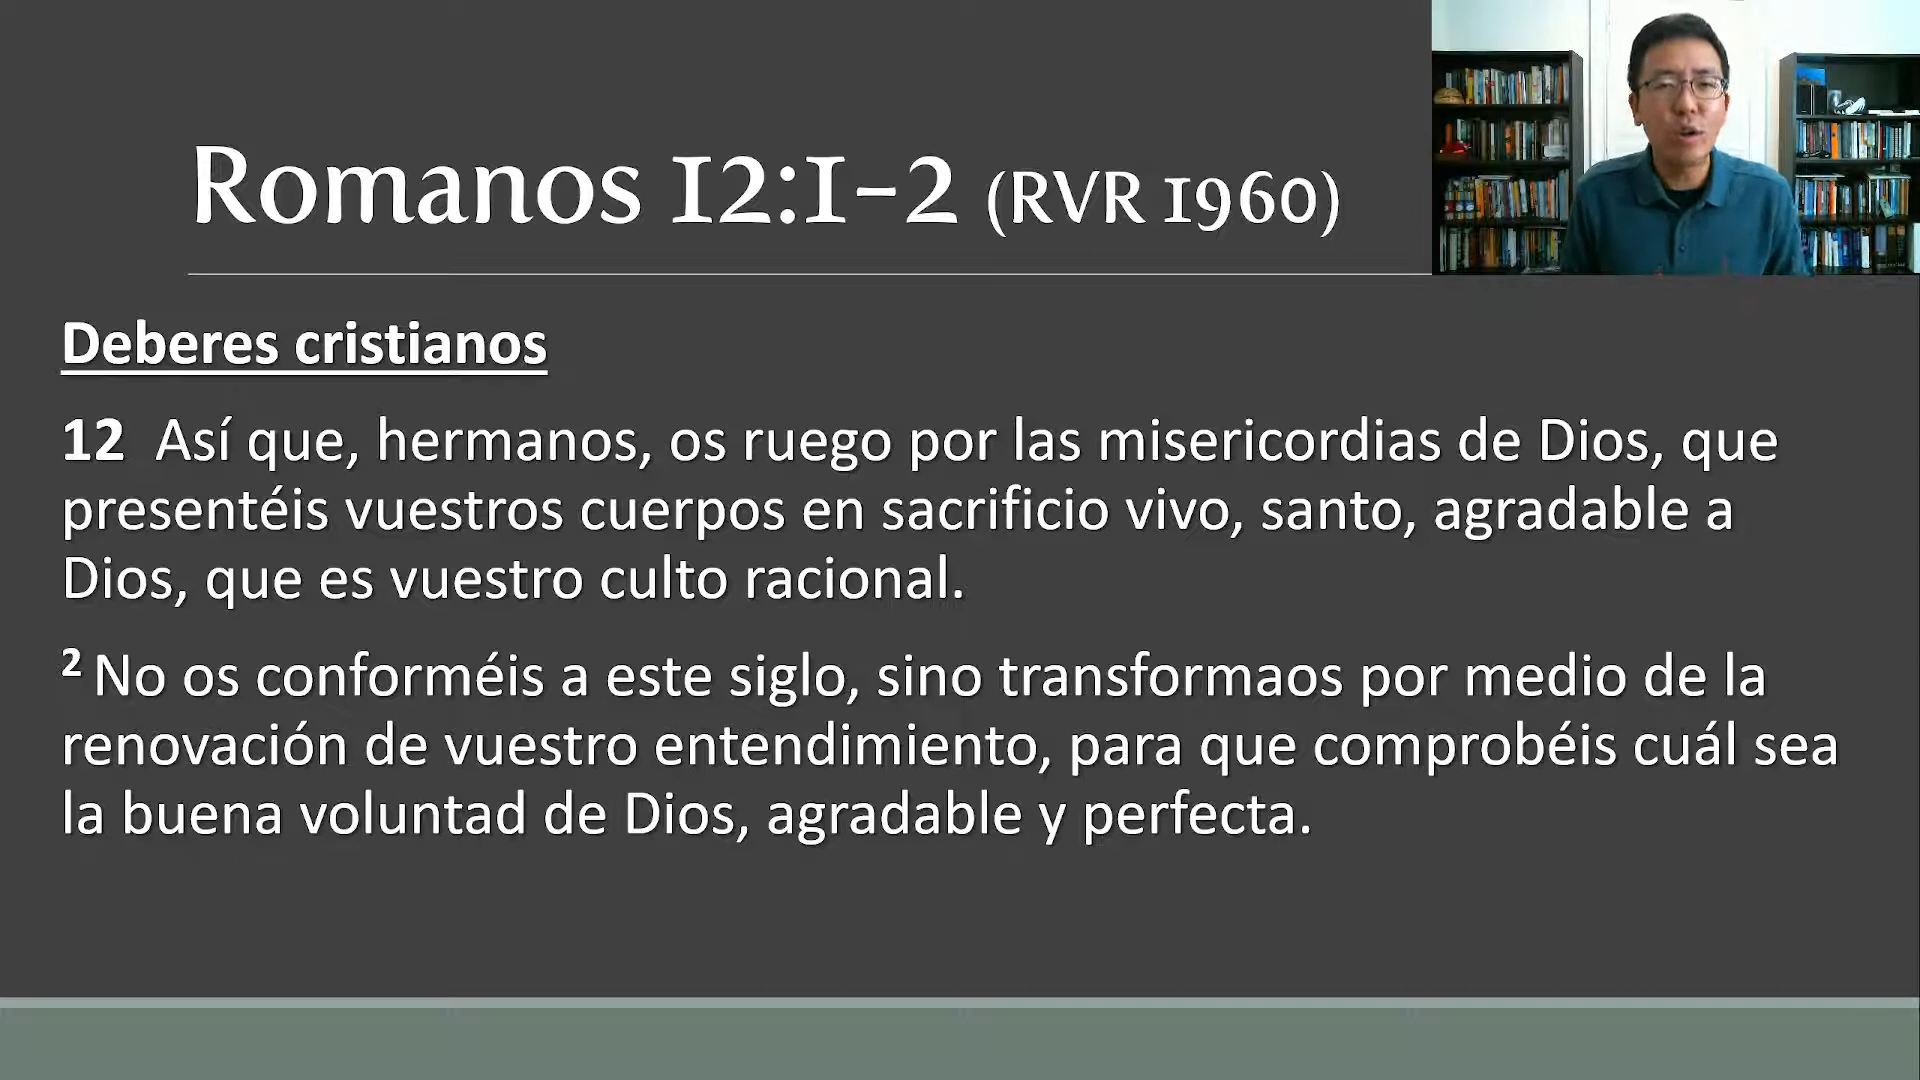 Romanos 12:1–2 (RVR 1960)
Deberes cristianos
12 Así que, hermanos, os ruego por las misericordias de Dios, que
presentéis vuestros cuerpos en sacrificio vivo, santo, agradable a
Dios, que es vuestro culto racional.
2 No os conforméis a este siglo, sino transformaos por medio de la
renovación de vuestro entendimiento, para que comprobéis cuál sea
la buena voluntad de Dios, agradable y perfecta.